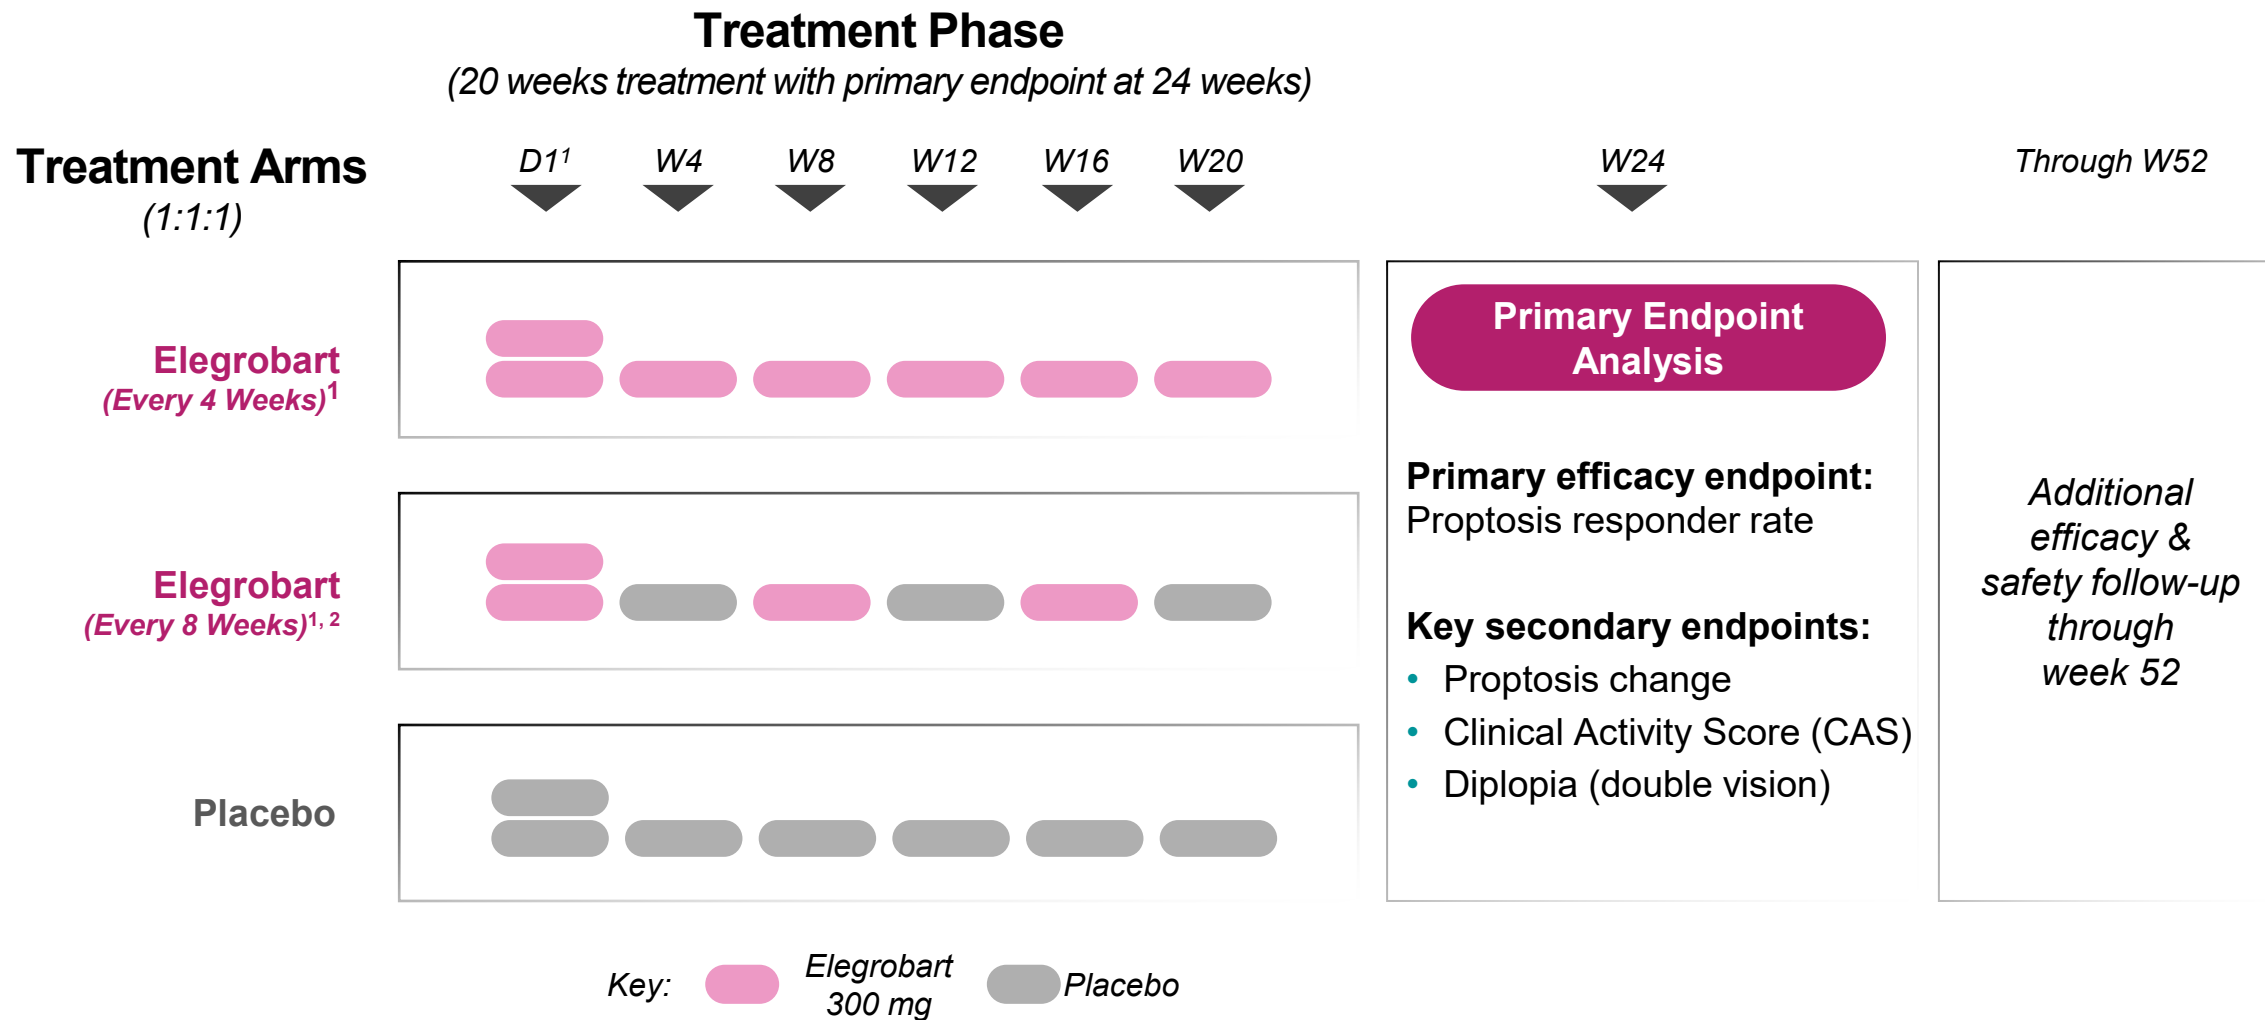 Treatment Phase
(20 weeks treatment with primary endpoint at 24 weeks)
Treatment Arms
(1:1:1)
D1¹ W4 W8 W12 W16 W20 W24 Through W52
Elegrobart
(Every 4 Weeks)¹
Elegrobart
(Every 8 Weeks)¹, ²
Placebo
Primary Endpoint
Analysis
Primary efficacy endpoint:
Proptosis responder rate
Key secondary endpoints:
• Proptosis change
• Clinical Activity Score (CAS)
• Diplopia (double vision)
Additional
efficacy &
safety follow-up
through
week 52
Key:
Elegrobart
300 mg
Placebo